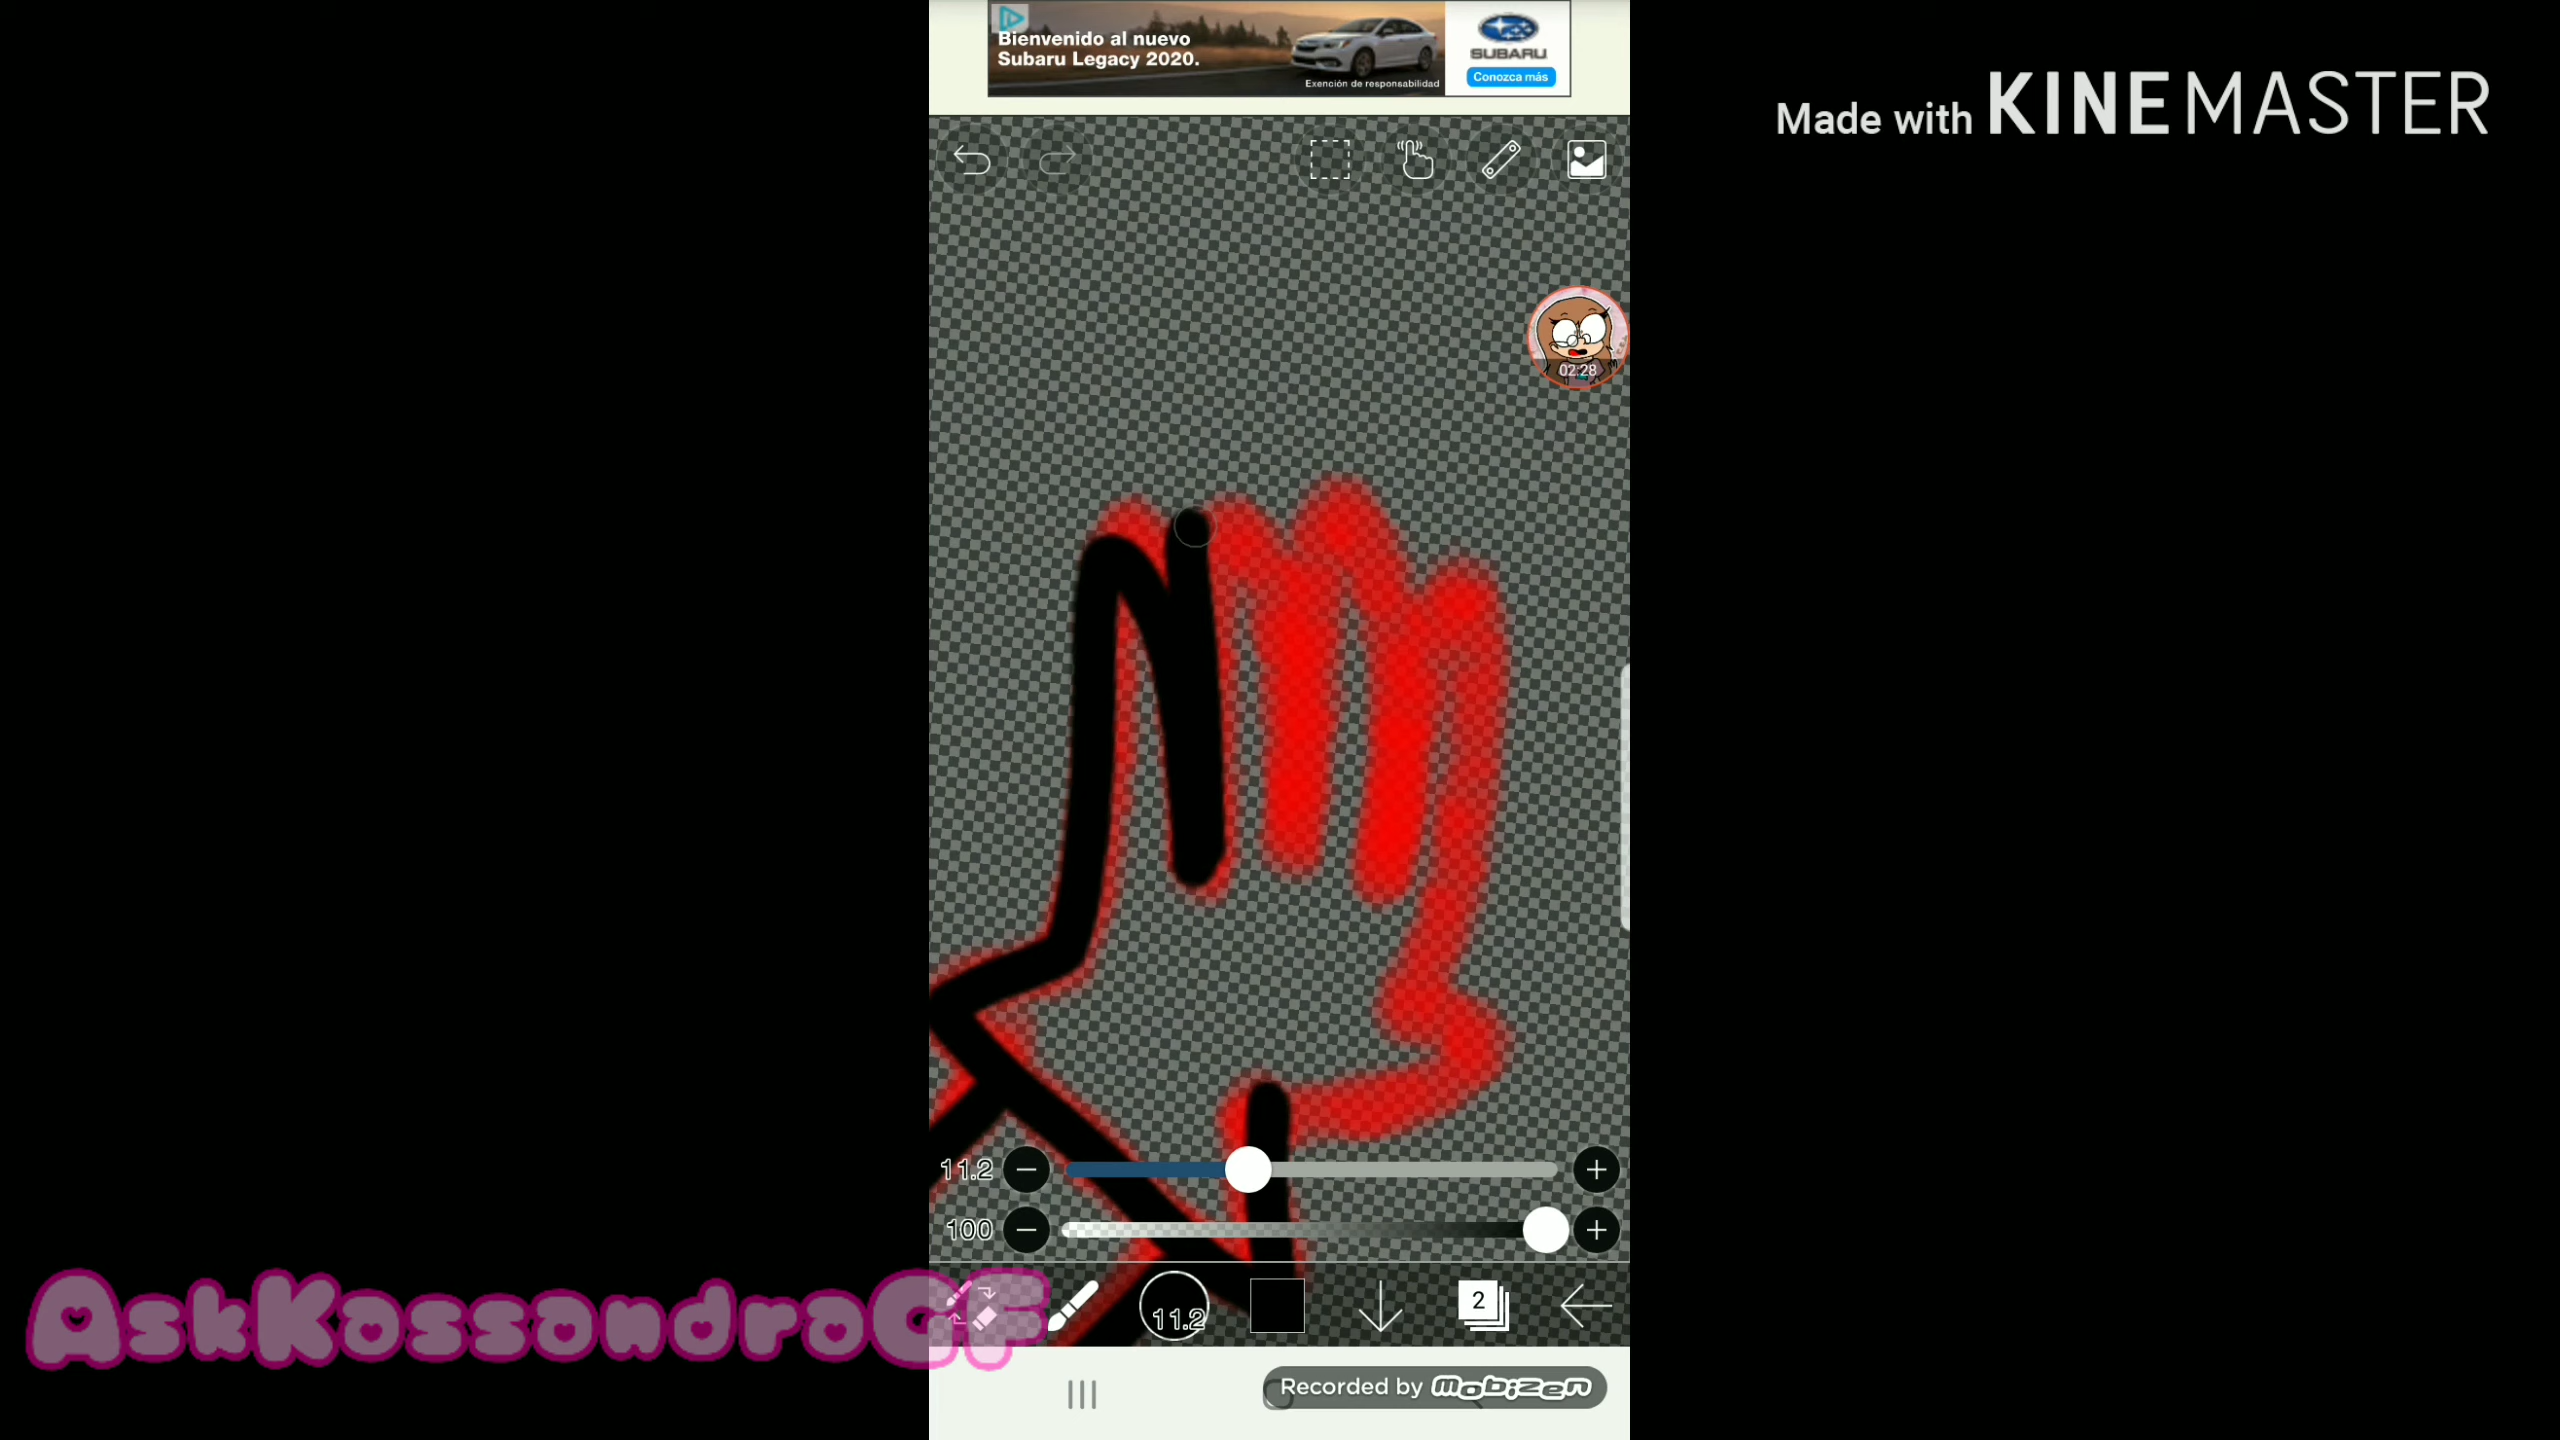 Bienvenido al nuevo
Subaru Legacy 2020.
Exención de responsabilidad
SUBARU
Conozca más
Made with KINEMASTER
02:28
11.2
100
11.2
2
AskKassandraGF
Recorded by mobizen